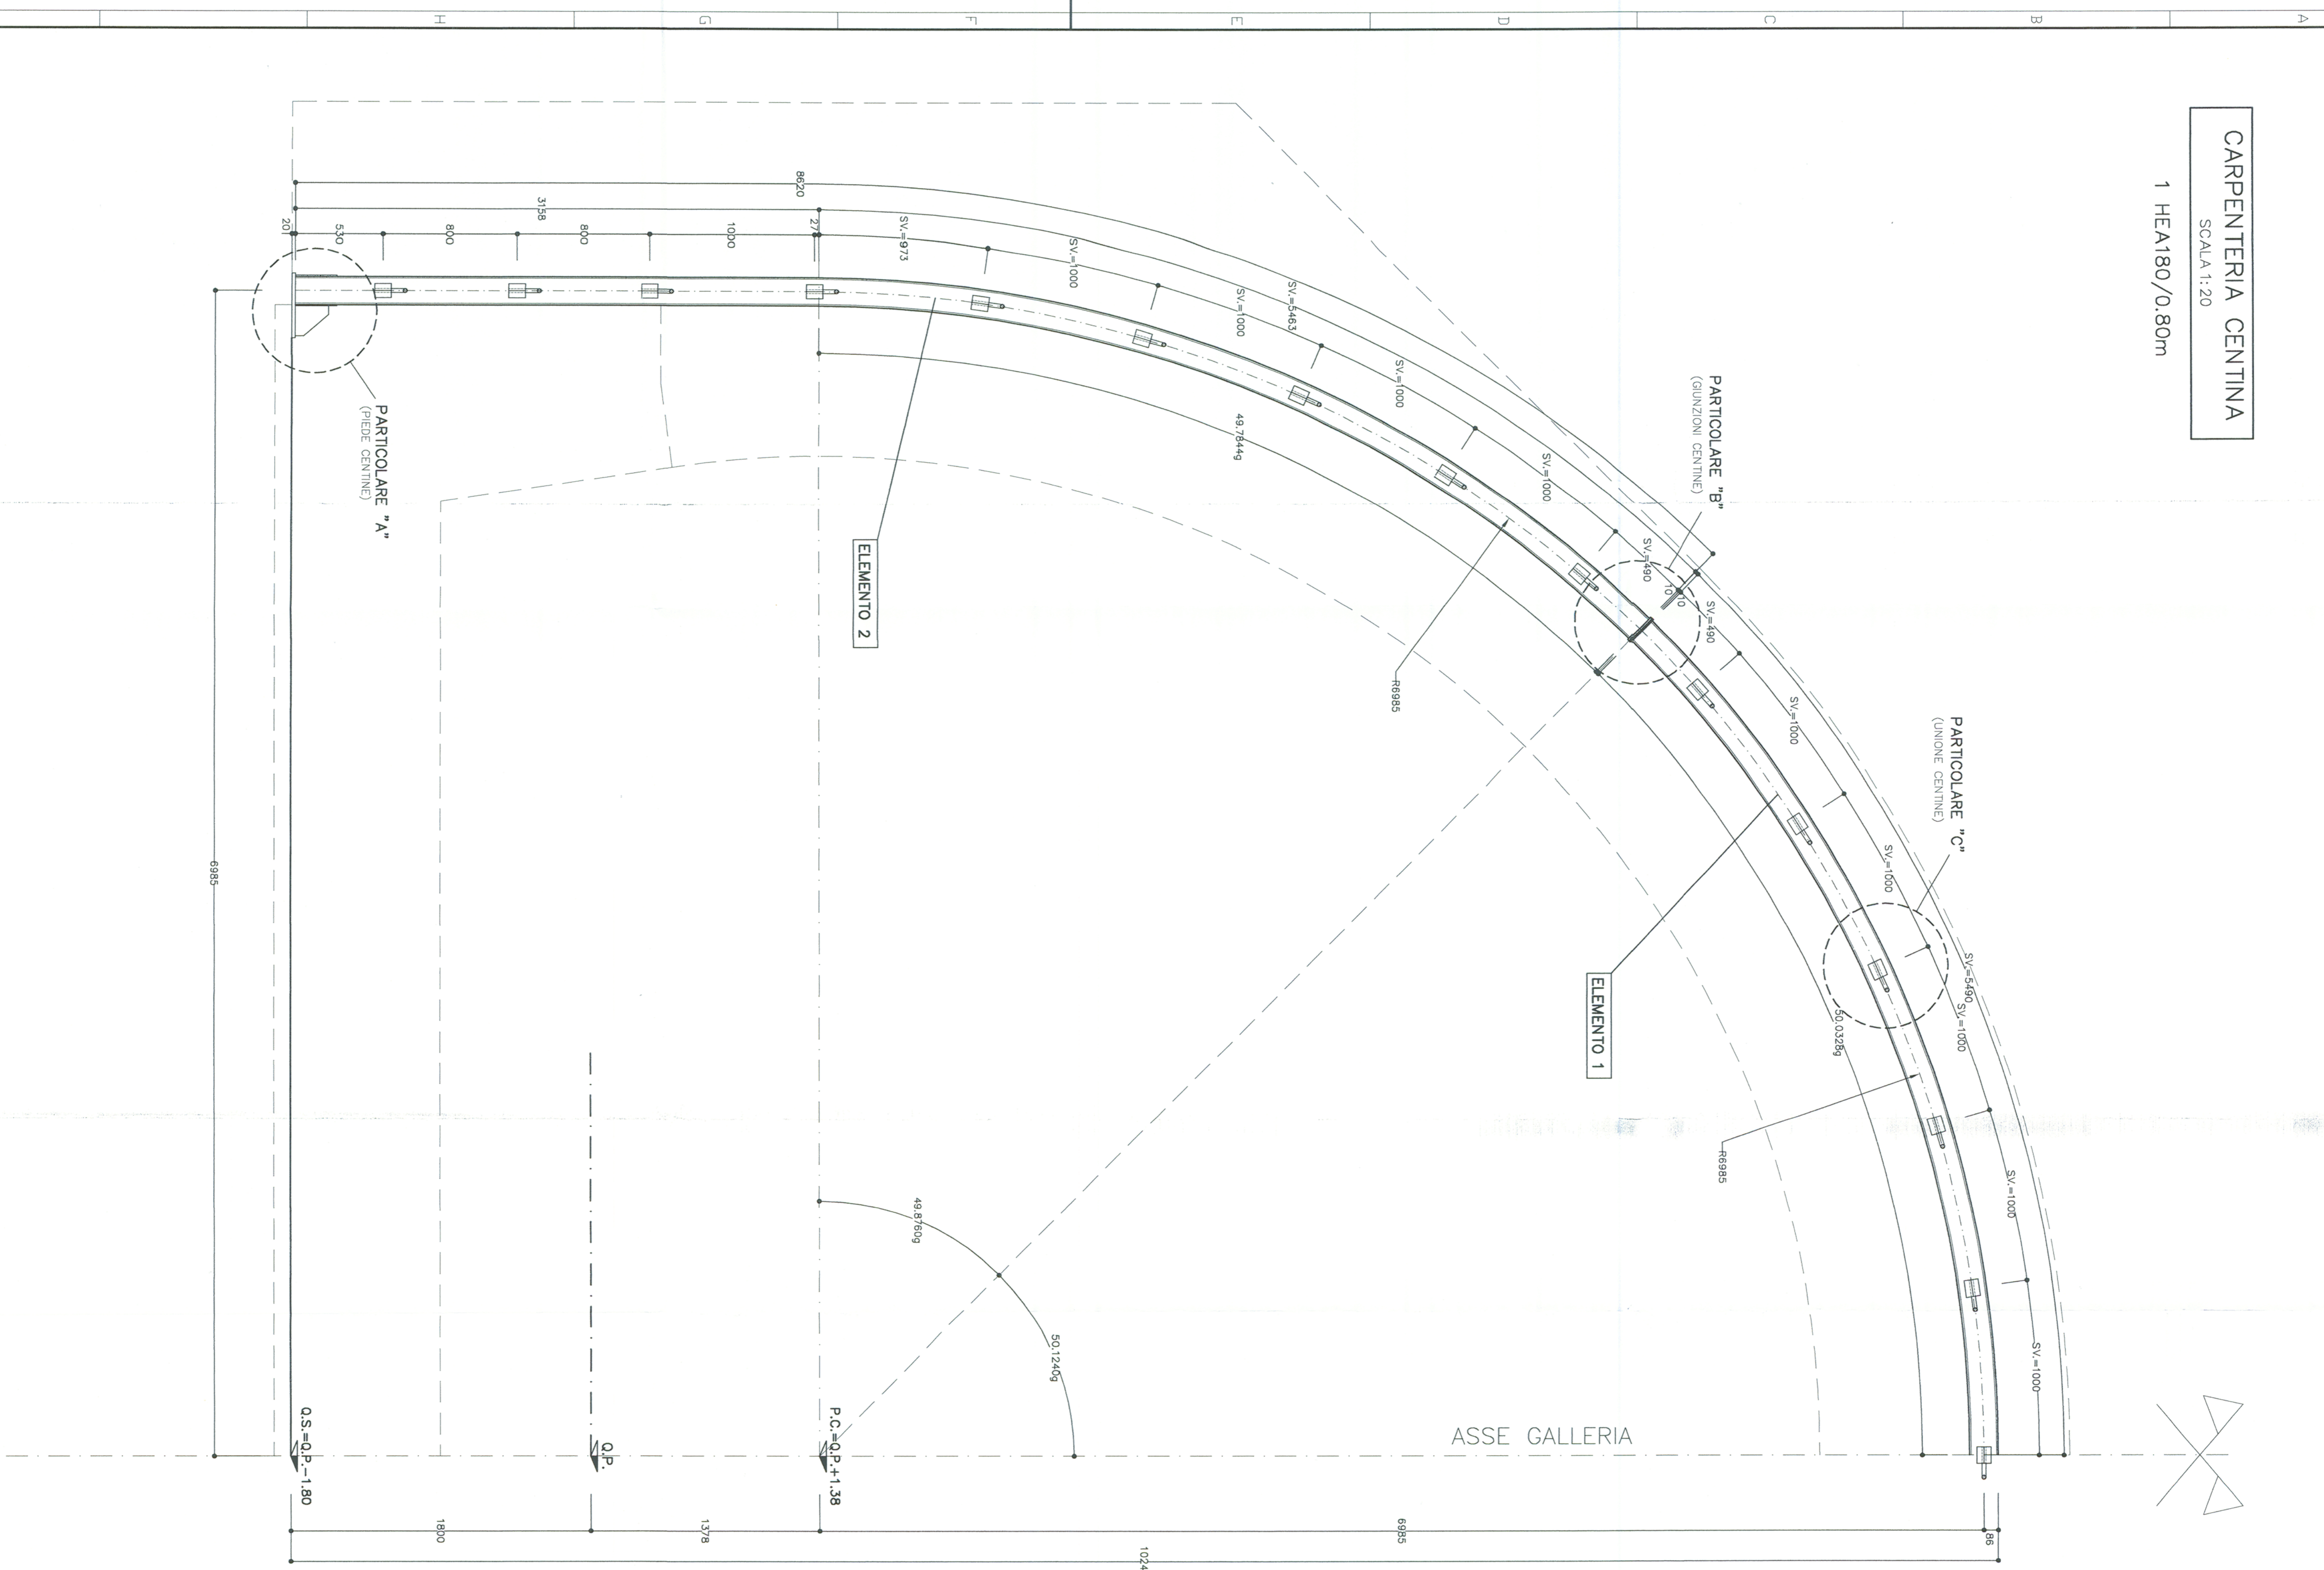 H
G
F
E
D
C
B
A
CARPENTERIA CENTINA
SCALA 1:20
1 HEA180/0.80m
8620
3158
20
530
800
800
1000
27
SV.=973
SV.=1000
SV.=1000
SV.=5463
SV.=1000
SV.=1000
SV.=490
10
10
SV.=490
SV.=1000
SV.=1000
SV.=5490
SV.=1000
SV.=1000
SV.=1000
PARTICOLARE "A"
(PIEDE CENTINE)
PARTICOLARE "B"
(GIUNZIONI CENTINE)
PARTICOLARE "C"
(UNIONE CENTINE)
49.7844g
50.0328g
ELEMENTO 2
ELEMENTO 1
R6985
R6985
6985
49.8760g
50.1240g
ASSE GALLERIA
Q.S.=Q.P.-1.80
Q.P.
P.C.=Q.P.+1.38
1800
1378
6985
86
1024